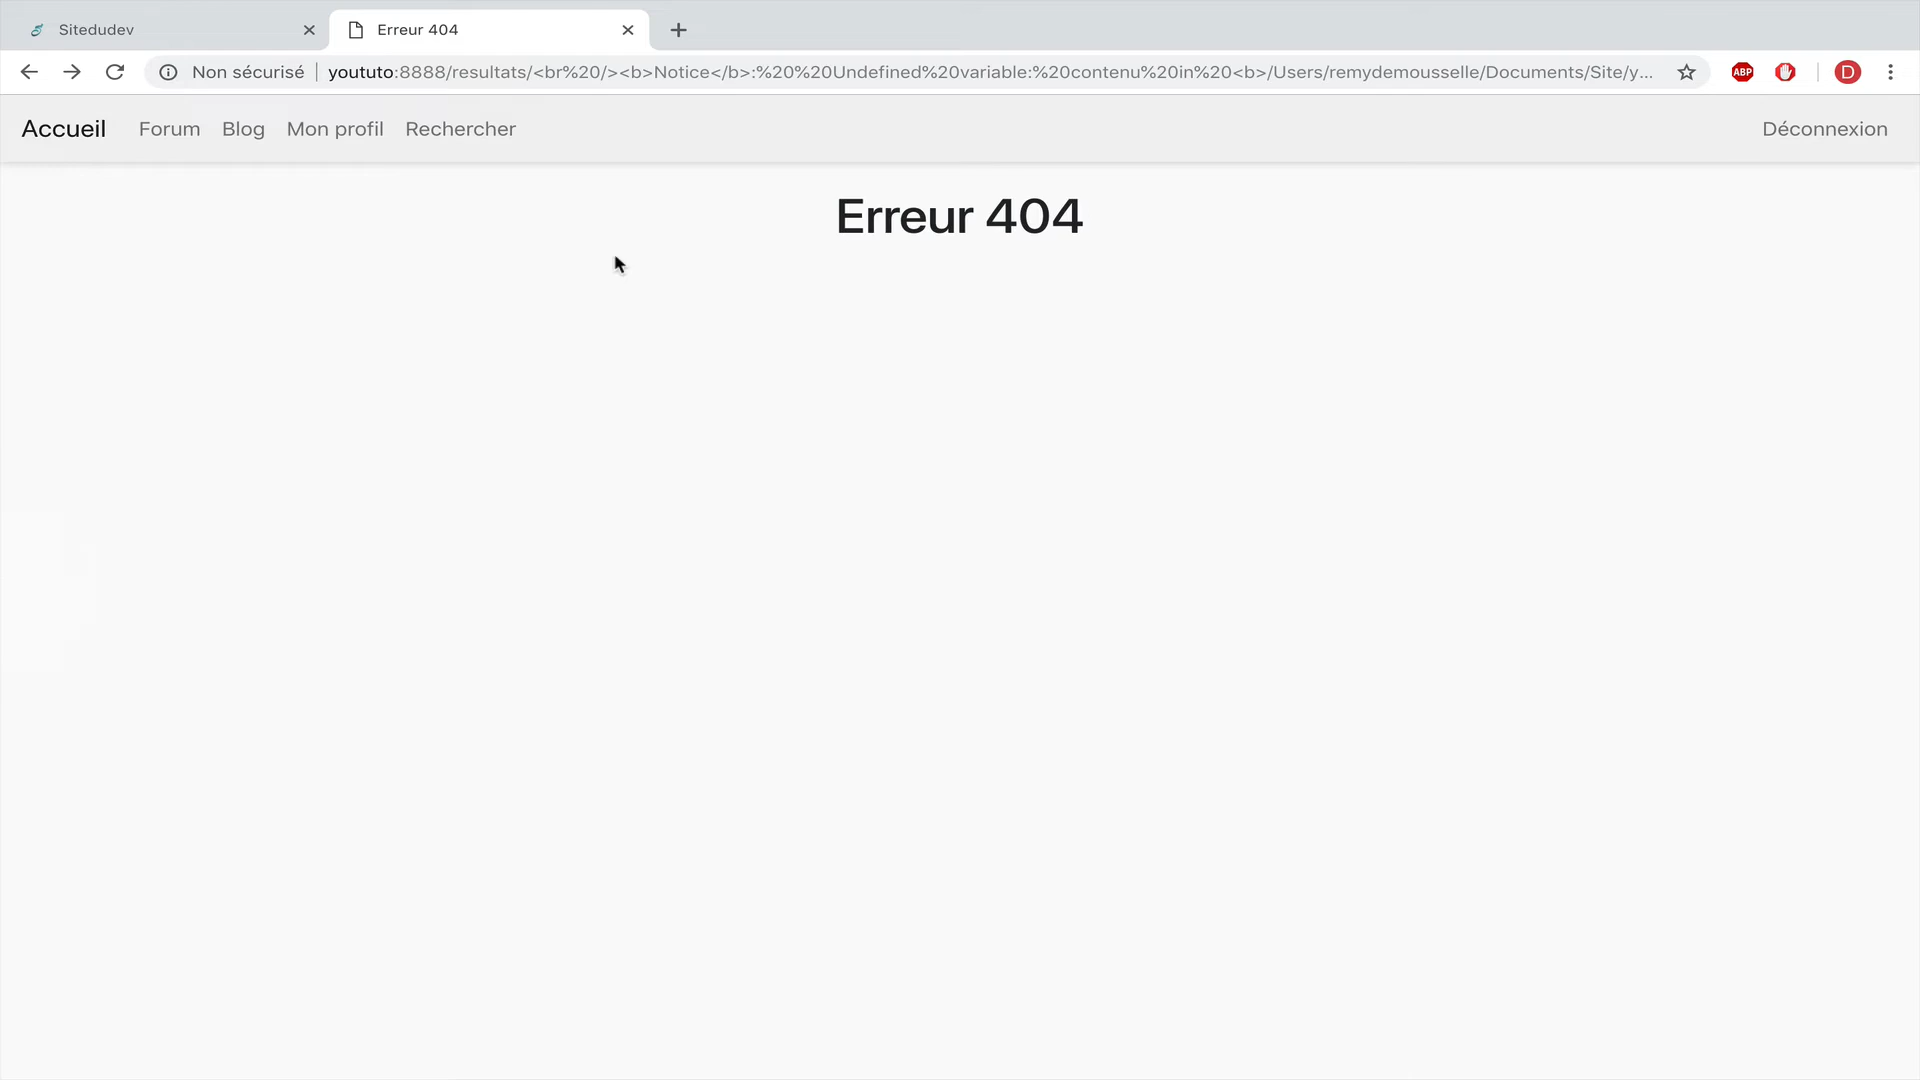 Sitedudev
Erreur 404
Non sécurisé
yoututo:8888/resultats/<br%20/><b>Notice</b>:%20%20Undefined%20variable:%20contenu%20in%20<b>/Users/remydemousselle/Documents/Site/y...
ABP
D
Accueil Forum Blog Mon profil Rechercher Déconnexion
Erreur 404